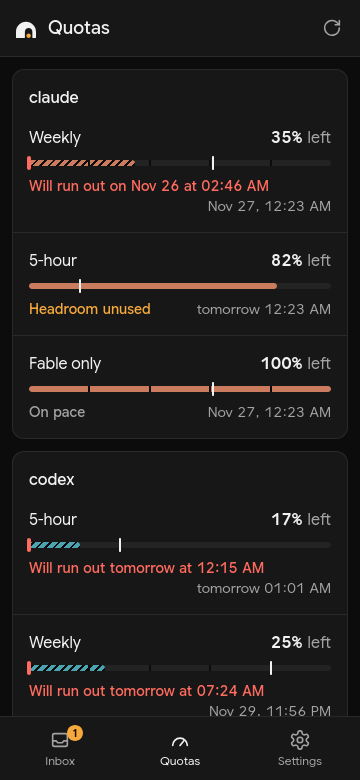 Quotas
claude
Weekly 35% left
Will run out on Nov 26 at 02:46 AM
Nov 27, 12:23 AM
5-hour 82% left
Headroom unused tomorrow 12:23 AM
Fable only 100% left
On pace Nov 27, 12:23 AM
codex
5-hour 17% left
Will run out tomorrow at 12:15 AM
tomorrow 01:01 AM
Weekly 25% left
Will run out tomorrow at 07:24 AM
Nov 29, 11:56 PM
1
Inbox Quotas Settings